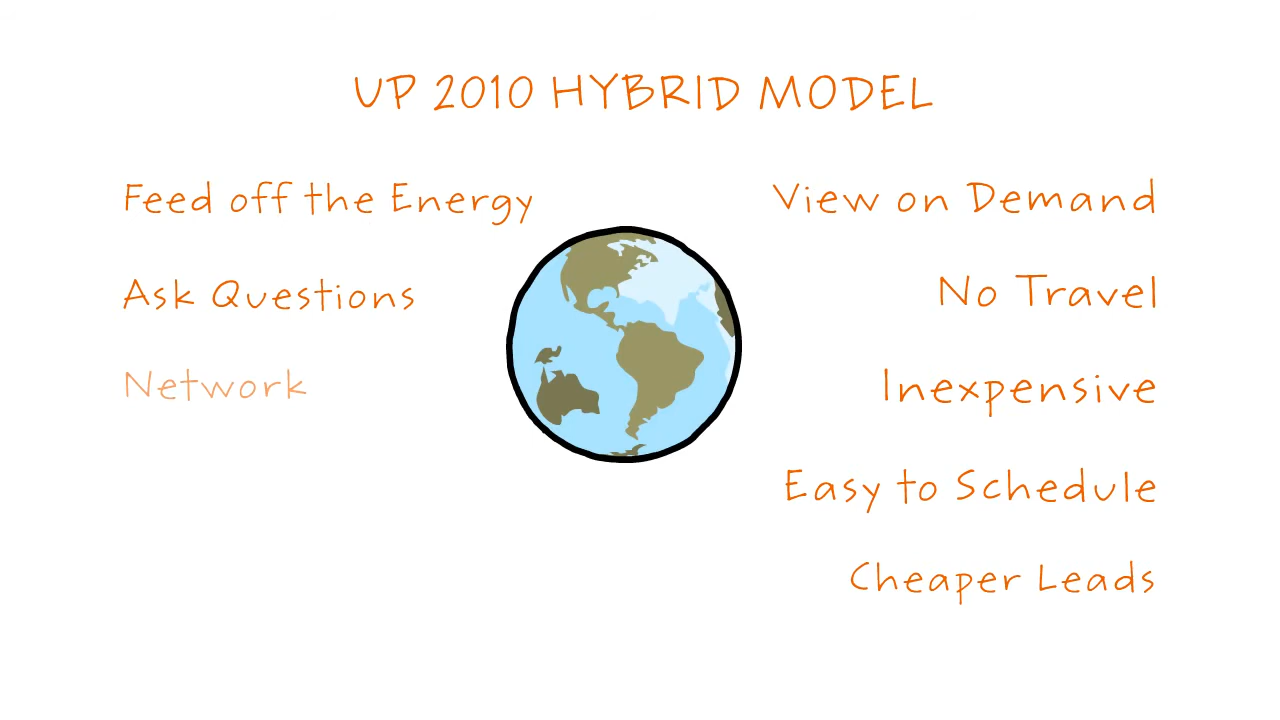 UP 2010 HYBRID MODEL
Feed off the Energy
Ask Questions
Network
View on Demand
No Travel
Inexpensive
Easy to Schedule
Cheaper Leads